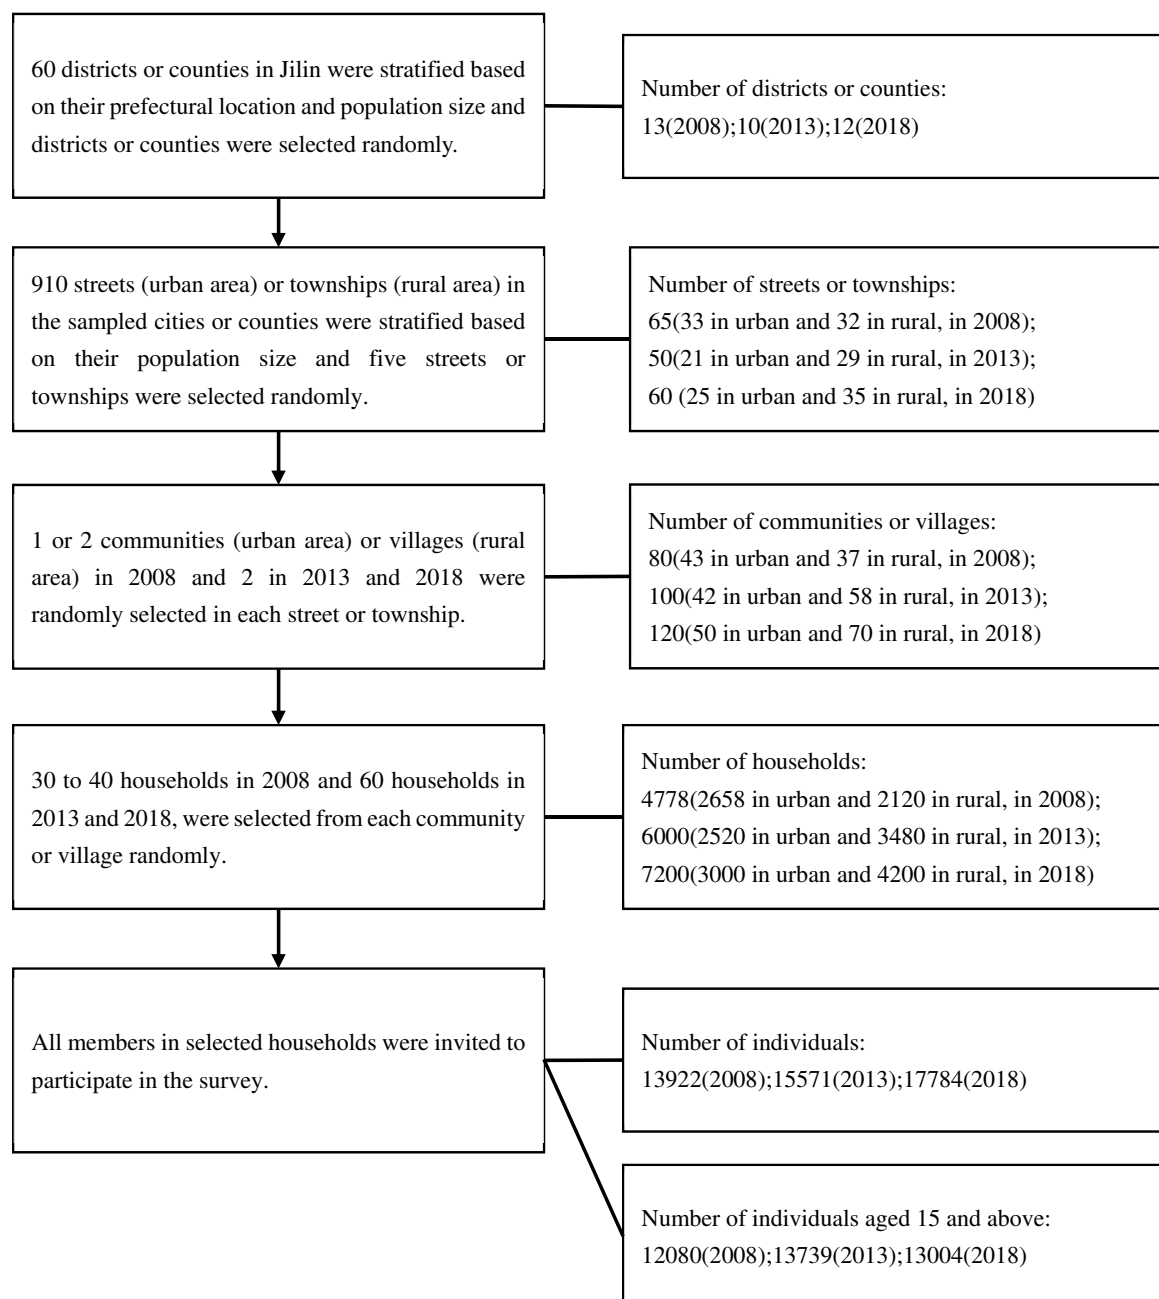 60 districts or counties in Jilin were stratified based
on their prefectural location and population size and
districts or counties were selected randomly.
Number of districts or counties:
13(2008);10(2013);12(2018)
910 streets (urban area) or townships (rural area) in
the sampled cities or counties were stratified based
on their population size and five streets or
townships were selected randomly.
Number of streets or townships:
65(33 in urban and 32 in rural, in 2008);
50(21 in urban and 29 in rural, in 2013);
60 (25 in urban and 35 in rural, in 2018)
1 or 2 communities (urban area) or villages (rural
area) in 2008 and 2 in 2013 and 2018 were
randomly selected in each street or township.
Number of communities or villages:
80(43 in urban and 37 in rural, in 2008);
100(42 in urban and 58 in rural, in 2013);
120(50 in urban and 70 in rural, in 2018)
30 to 40 households in 2008 and 60 households in
2013 and 2018, were selected from each community
or village randomly.
Number of households:
4778(2658 in urban and 2120 in rural, in 2008);
6000(2520 in urban and 3480 in rural, in 2013);
7200(3000 in urban and 4200 in rural, in 2018)
All members in selected households were invited to
participate in the survey.
Number of individuals:
13922(2008);15571(2013);17784(2018)
Number of individuals aged 15 and above:
12080(2008);13739(2013);13004(2018)